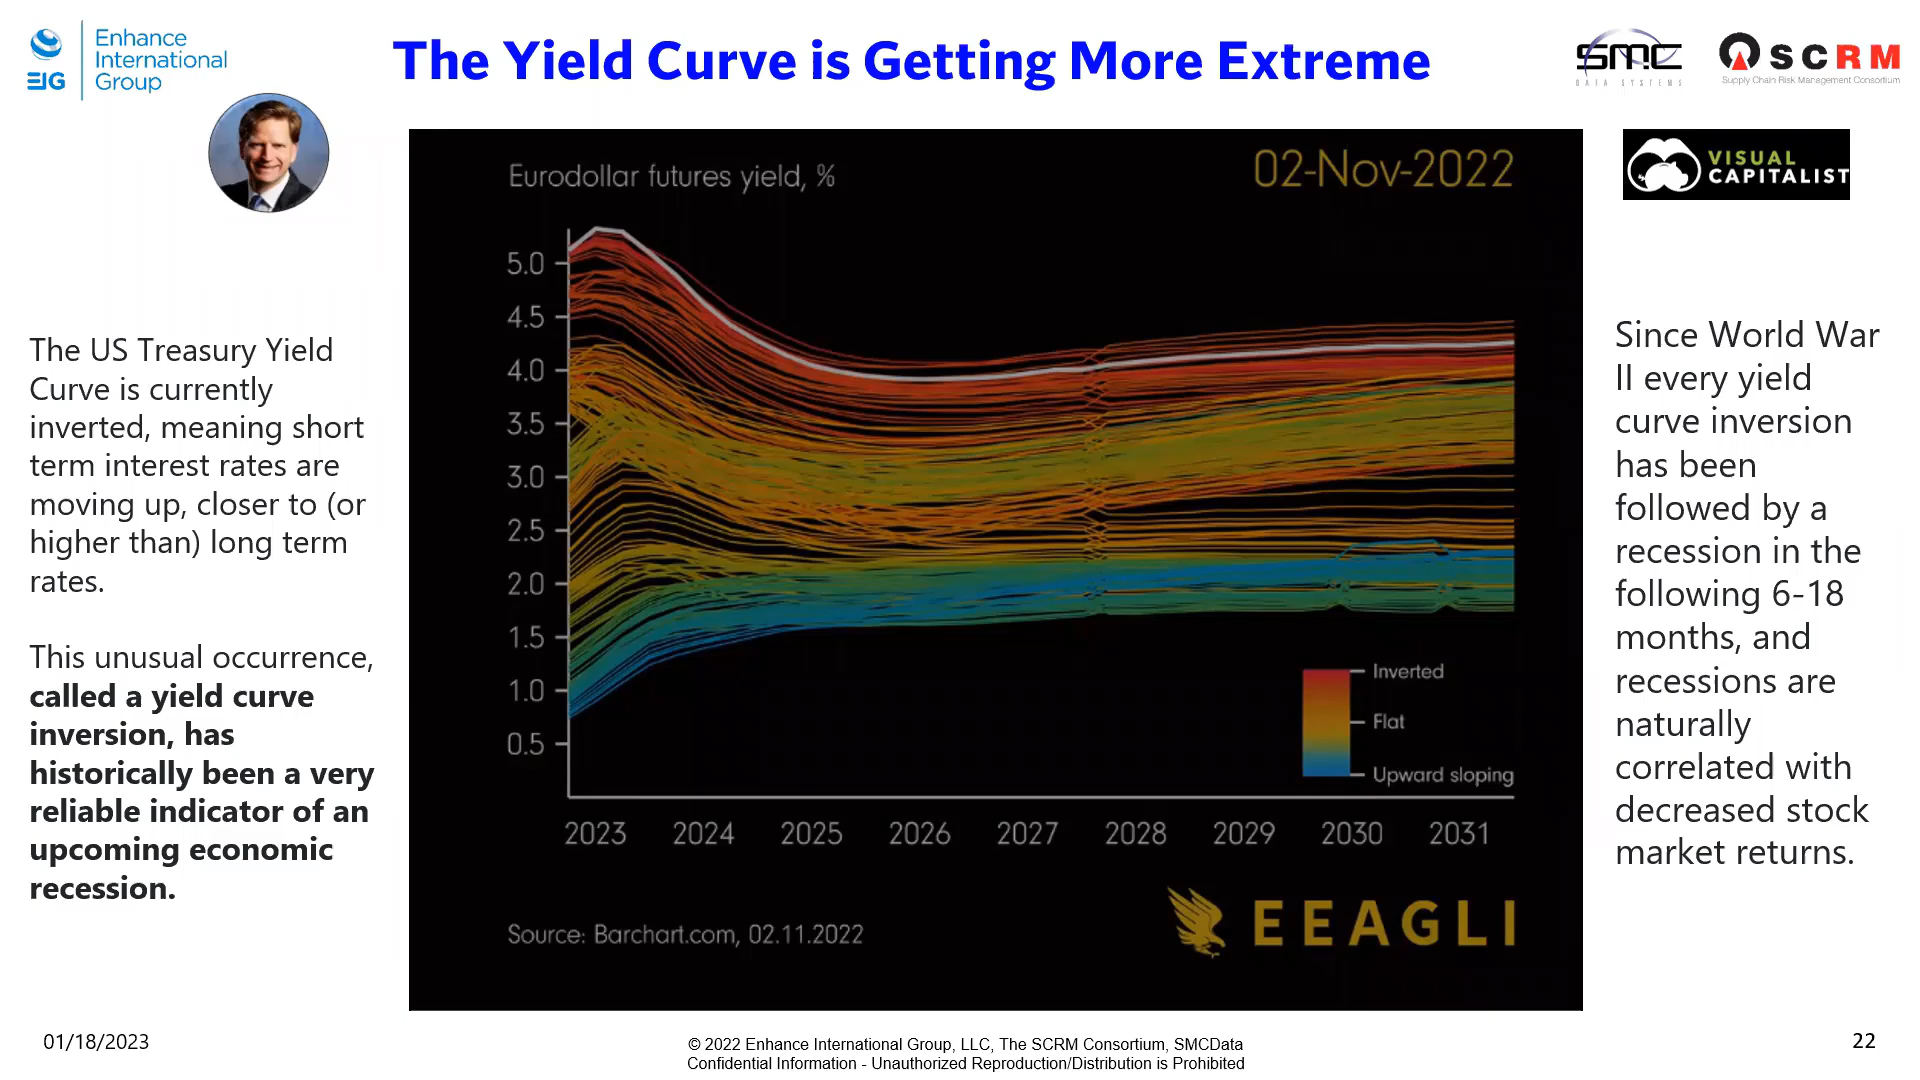 Enhance
International
Group
EIG
The Yield Curve is Getting More Extreme
SMC
DATA SYSTEMS
SCRM
Supply Chain Risk Management Consortium
VISUAL
CAPITALIST
The US Treasury Yield
Curve is currently
inverted, meaning short
term interest rates are
moving up, closer to (or
higher than) long term
rates.
This unusual occurrence,
called a yield curve
inversion, has
historically been a very
reliable indicator of an
upcoming economic
recession.
Eurodollar futures yield, %
02-Nov-2022
5.0
4.5
4.0
3.5
3.0
2.5
2.0
1.5
1.0
0.5
Inverted
Flat
Upward sloping
2023 2024 2025 2026 2027 2028 2029 2030 2031
Source: Barchart.com, 02.11.2022
EEAGLI
Since World War
II every yield
curve inversion
has been
followed by a
recession in the
following 6-18
months, and
recessions are
naturally
correlated with
decreased stock
market returns.
01/18/2023
© 2022 Enhance International Group, LLC, The SCRM Consortium, SMCData
Confidential Information - Unauthorized Reproduction/Distribution is Prohibited
22